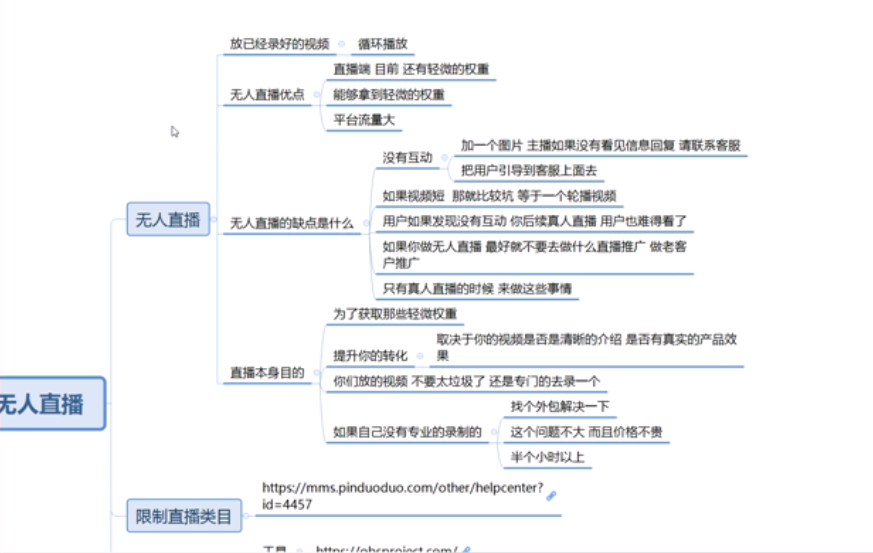 放已经录好的视频
循环播放
无人直播优点
直播端 目前 还有轻微的权重
能够拿到轻微的权重
平台流量大
无人直播
无人直播的缺点是什么
没有互动
加一个图片 主播如果没有看见信息回复 请联系客服
把用户引导到客服上面去
如果视频短 那就比较坑 等于一个轮播视频
用户如果发现没有互动 你后续真人直播 用户也难得看了
如果你做无人直播 最好就不要去做什么直播推广 做老客
户推广
只有真人直播的时候 来做这些事情
直播本身目的
为了获取那些轻微权重
提升你的转化
取决于你的视频是否是清晰的介绍 是否有真实的产品效
果
你们放的视频 不要太垃圾了 还是专门的去录一个
如果自己没有专业的录制的
找个外包解决一下
这个问题不大 而且价格不贵
半个小时以上
无人直播
限制直播类目
https://mms.pinduoduo.com/other/helpcenter?
id=4457
工具
https://obsproject.com/